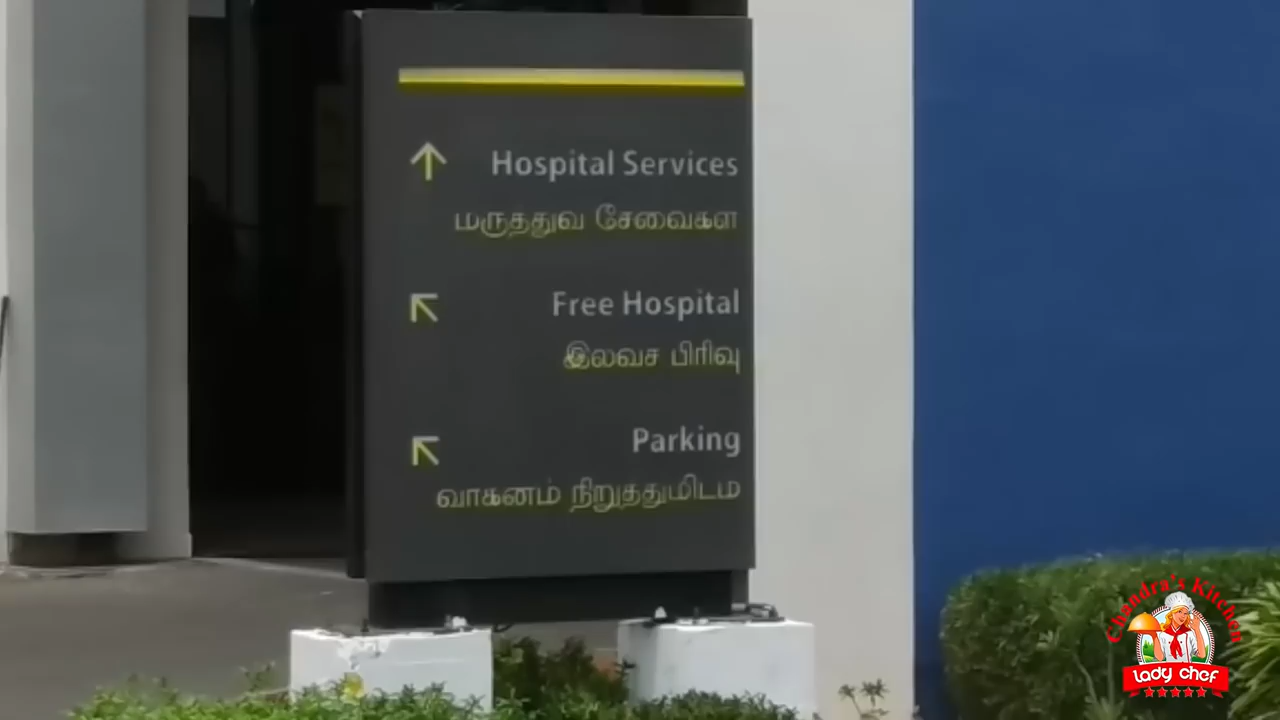 Hospital Services
மருத்துவ சேவைகள
Free Hospital
இலவச பிரிவு
Parking
வாகனம் நிறுத்துமிடம
Chandra's Kitchen
Lady Chef